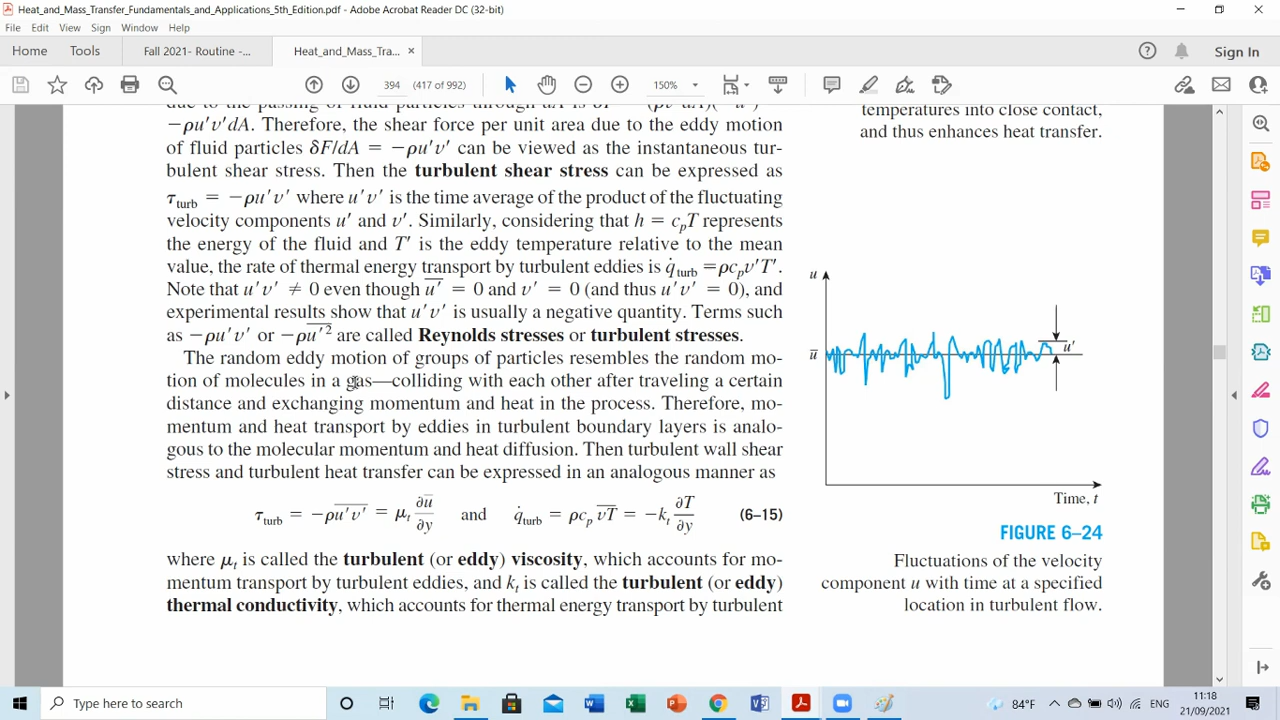 Heat_and_Mass_Transfer_Fundamentals_and_Applications_5th_Edition.pdf - Adobe Acrobat Reader DC (32-bit)
File Edit View Sign Window Help
Home Tools Fall 2021- Routine -... Heat_and_Mass_Tra... × Sign In
394 (417 of 992) 150%
−ρu′v′dA. Therefore, the shear force per unit area due to the eddy motion
of fluid particles δF/dA = −ρu′v′ can be viewed as the instantaneous tur-
bulent shear stress. Then the turbulent shear stress can be expressed as
τturb = −ρu′v′ where u′v′ is the time average of the product of the fluctuating
velocity components u′ and v′. Similarly, considering that h = cpT represents
the energy of the fluid and T′ is the eddy temperature relative to the mean
value, the rate of thermal energy transport by turbulent eddies is q̇turb =ρcpv′T′.
Note that u′v′ ≠ 0 even though u′ = 0 and v′ = 0 (and thus u′v′ = 0), and
experimental results show that u′v′ is usually a negative quantity. Terms such
as −ρu′v′ or −ρu′² are called Reynolds stresses or turbulent stresses.
The random eddy motion of groups of particles resembles the random mo-
tion of molecules in a gas—colliding with each other after traveling a certain
distance and exchanging momentum and heat in the process. Therefore, mo-
mentum and heat transport by eddies in turbulent boundary layers is analo-
gous to the molecular momentum and heat diffusion. Then turbulent wall shear
stress and turbulent heat transfer can be expressed in an analogous manner as
τturb = −ρu′v′ = μt ∂ū/∂y and q̇turb = ρcp vT = −kt ∂T/∂y (6–15)
where μt is called the turbulent (or eddy) viscosity, which accounts for mo-
mentum transport by turbulent eddies, and kt is called the turbulent (or eddy)
thermal conductivity, which accounts for thermal energy transport by turbulent
temperatures into close contact,
and thus enhances heat transfer.
u
ū
u′
Time, t
FIGURE 6–24
Fluctuations of the velocity
component u with time at a specified
location in turbulent flow.
Type here to search
84°F ENG
11:18
21/09/2021